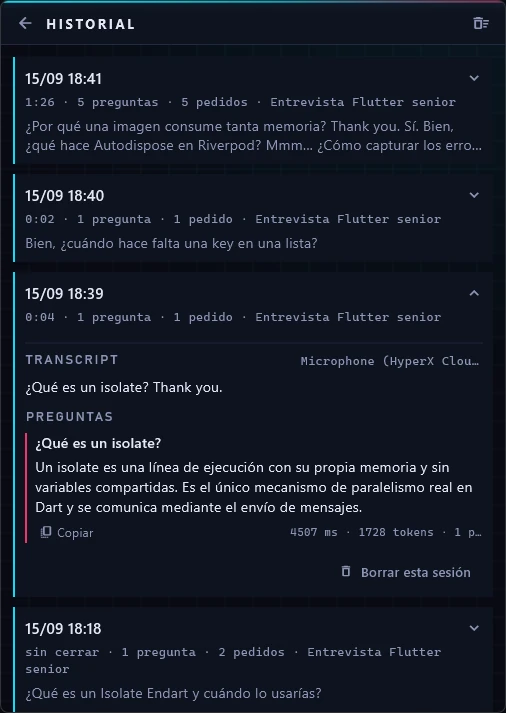 HISTORIAL
15/09 18:41
1:26 · 5 preguntas · 5 pedidos · Entrevista Flutter senior
¿Por qué una imagen consume tanta memoria? Thank you. Sí. Bien,
¿qué hace Autodispose en Riverpod? Mmm... ¿Cómo capturar los erro...
15/09 18:40
0:02 · 1 pregunta · 1 pedido · Entrevista Flutter senior
Bien, ¿cuándo hace falta una key en una lista?
15/09 18:39
0:04 · 1 pregunta · 1 pedido · Entrevista Flutter senior
TRANSCRIPT
Microphone (HyperX Clou...
¿Qué es un isolate? Thank you.
PREGUNTAS
¿Qué es un isolate?
Un isolate es una línea de ejecución con su propia memoria y sin
variables compartidas. Es el único mecanismo de paralelismo real en
Dart y se comunica mediante el envío de mensajes.
Copiar
4507 ms · 1728 tokens · 1 p...
Borrar esta sesión
15/09 18:18
sin cerrar · 1 pregunta · 2 pedidos · Entrevista Flutter
senior
¿Qué es un Isolate Endart y cuándo lo usarías?